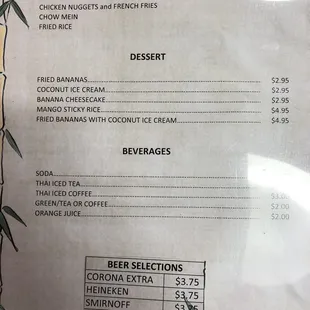 CHICKEN NUGGETS and FRENCH FRIES
CHOW MEIN
FRIED RICE
DESSERT
FRIED BANANAS $2.95
COCONUT ICE CREAM $2.95
BANANA CHEESECAKE $2.95
MANGO STICKY RICE $4.95
FRIED BANANAS WITH COCONUT ICE CREAM $4.95
BEVERAGES
SODA
THAI ICED TEA
THAI ICED COFFEE $3.00
GREEN/TEA OR COFFEE $2.00
ORANGE JUICE $2.00
BEER SELECTIONS
CORONA EXTRA $3.75
HEINEKEN $3.75
SMIRNOFF